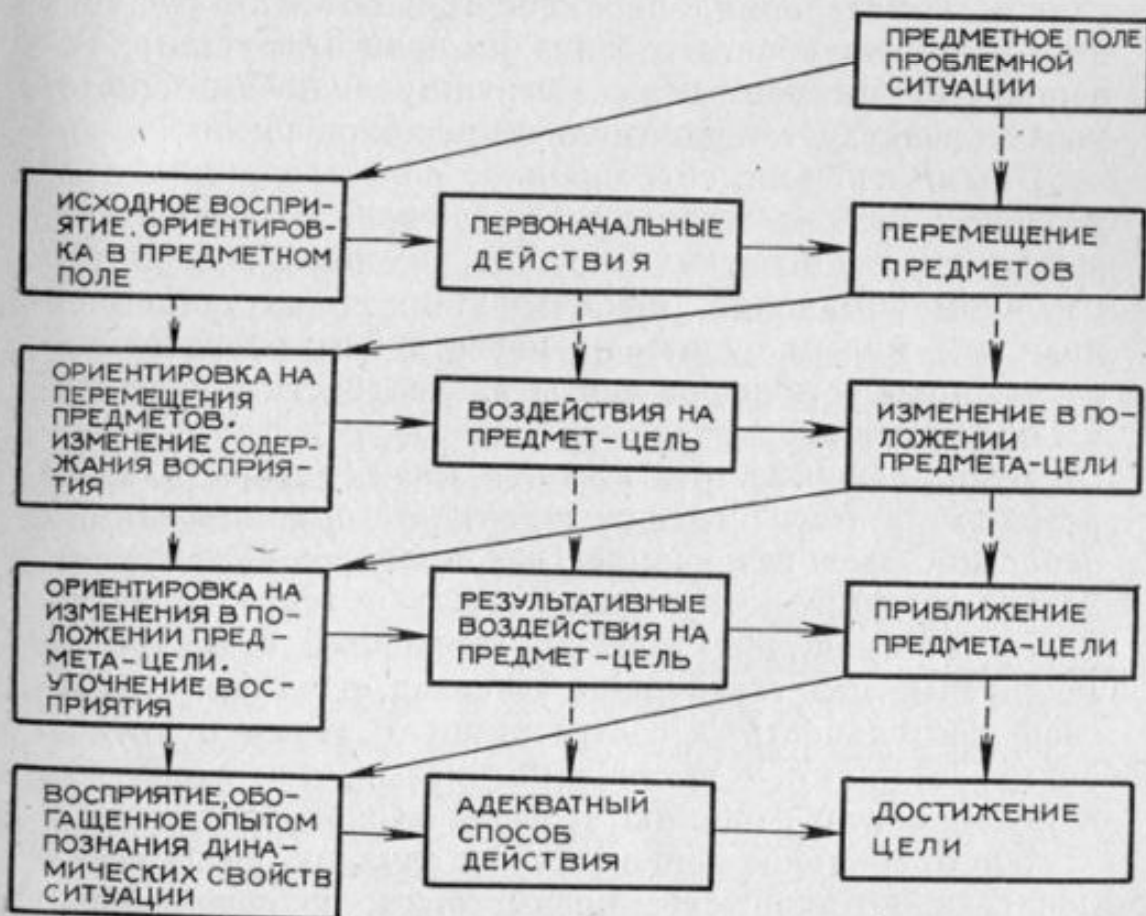 ПРЕДМЕТНОЕ ПОЛЕ
ПРОБЛЕМНОЙ
СИТУАЦИИ
ИСХОДНОЕ ВОСПРИ-
ЯТИЕ. ОРИЕНТИРОВ-
КА В ПРЕДМЕТНОМ
ПОЛЕ
ПЕРВОНАЧАЛЬНЫЕ
ДЕЙСТВИЯ
ПЕРЕМЕЩЕНИЕ
ПРЕДМЕТОВ
ОРИЕНТИРОВКА НА
ПЕРЕМЕЩЕНИЯ
ПРЕДМЕТОВ.
ИЗМЕНЕНИЕ СОДЕР-
ЖАНИЯ ВОСПРИЯ-
ТИЯ
ВОЗДЕЙСТВИЯ НА
ПРЕДМЕТ-ЦЕЛЬ
ИЗМЕНЕНИЕ В ПО-
ЛОЖЕНИИ
ПРЕДМЕТА-ЦЕЛИ
ОРИЕНТИРОВКА НА
ИЗМЕНЕНИЯ В ПО-
ЛОЖЕНИИ ПРЕД-
МЕТА-ЦЕЛИ.
УТОЧНЕНИЕ ВОС-
ПРИЯТИЯ
РЕЗУЛЬТАТИВНЫЕ
ВОЗДЕЙСТВИЯ НА
ПРЕДМЕТ-ЦЕЛЬ
ПРИБЛИЖЕНИЕ
ПРЕДМЕТА-ЦЕЛИ
ВОСПРИЯТИЕ, ОБО-
ГАЩЕННОЕ ОПЫТОМ
ПОЗНАНИЯ ДИНА-
МИЧЕСКИХ СВОЙСТВ
СИТУАЦИИ
АДЕКВАТНЫЙ
СПОСОБ
ДЕЙСТВИЯ
ДОСТИЖЕНИЕ
ЦЕЛИ